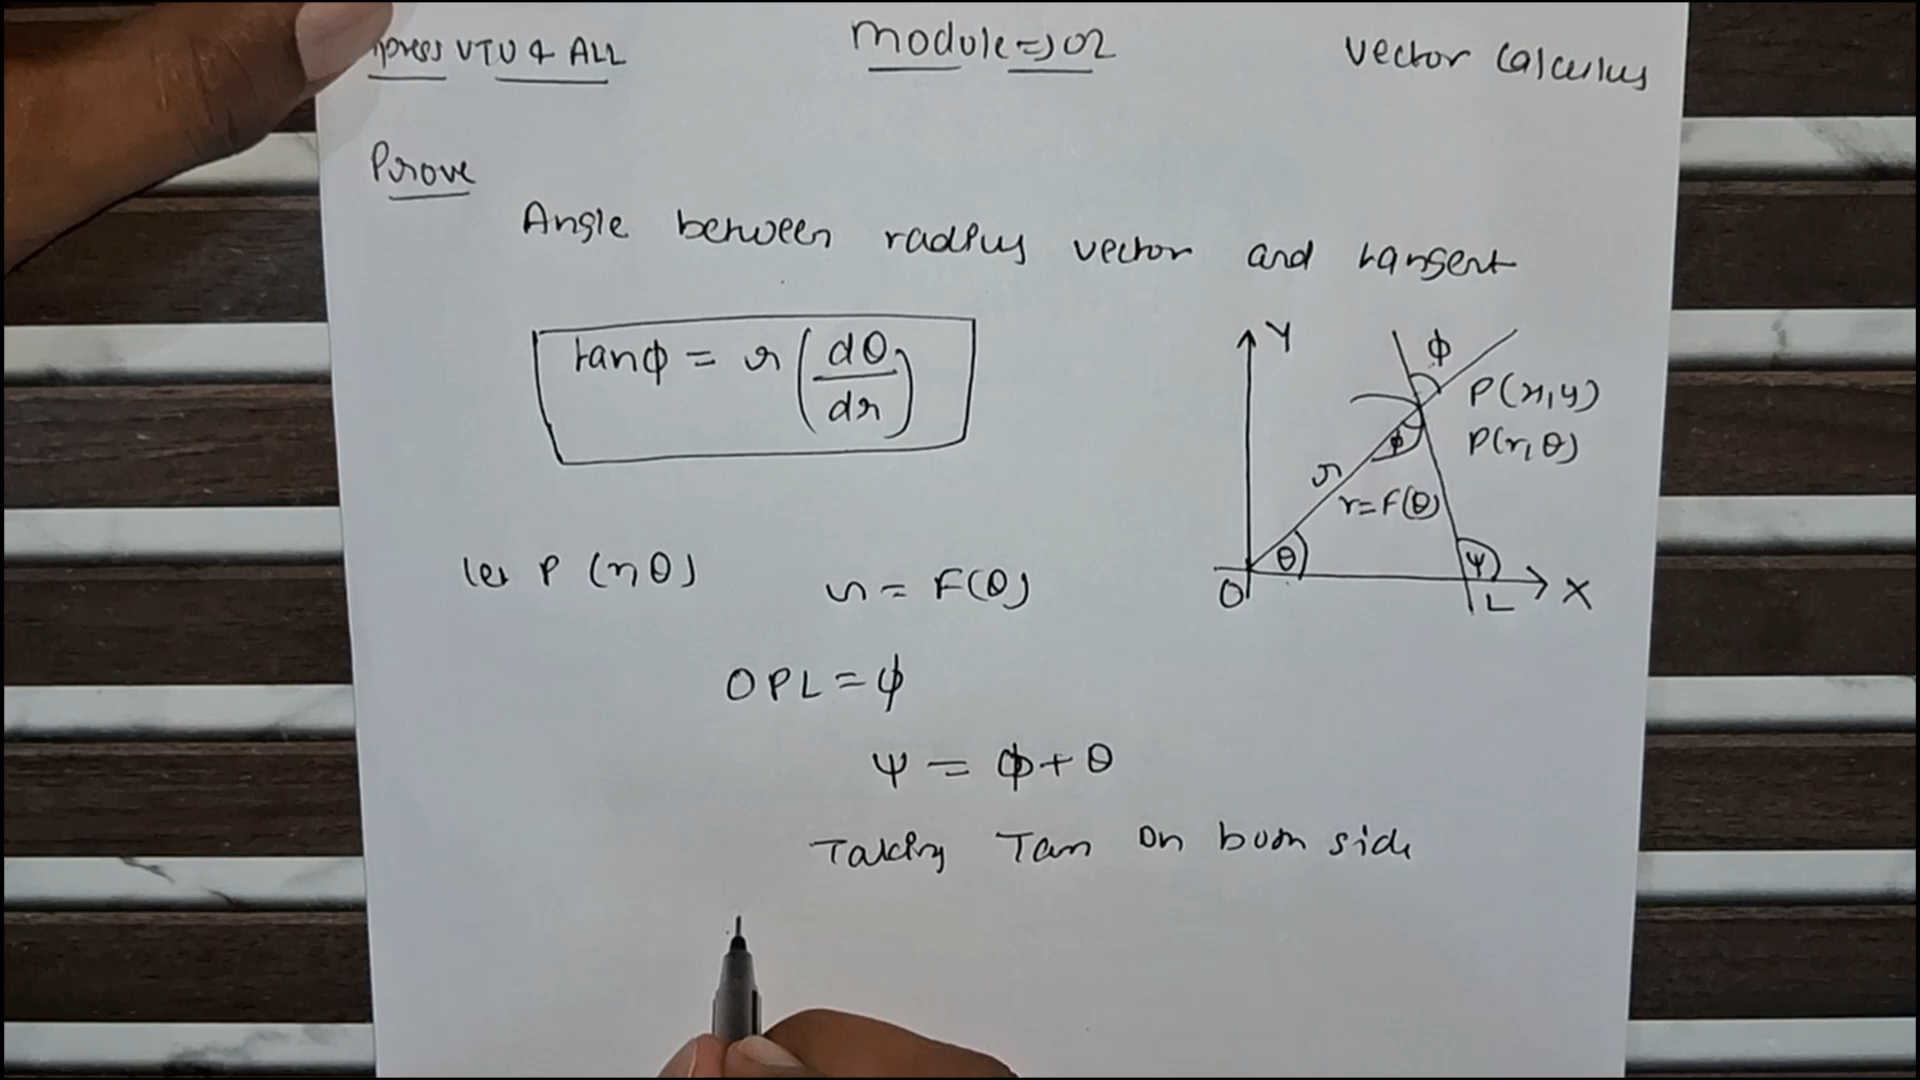 press VTU & ALL
module => 02
Vector Calculus
Prove
Angle between radius vector and tangent
tanφ = r (dθ/dr)
Y
φ
P(x,y)
P(r,θ)
φ
r
r=F(θ)
θ
ψ
O
L
X
let P (r,θ)
r = F(θ)
OPL = φ
ψ = φ+θ
Taking Tan on both side